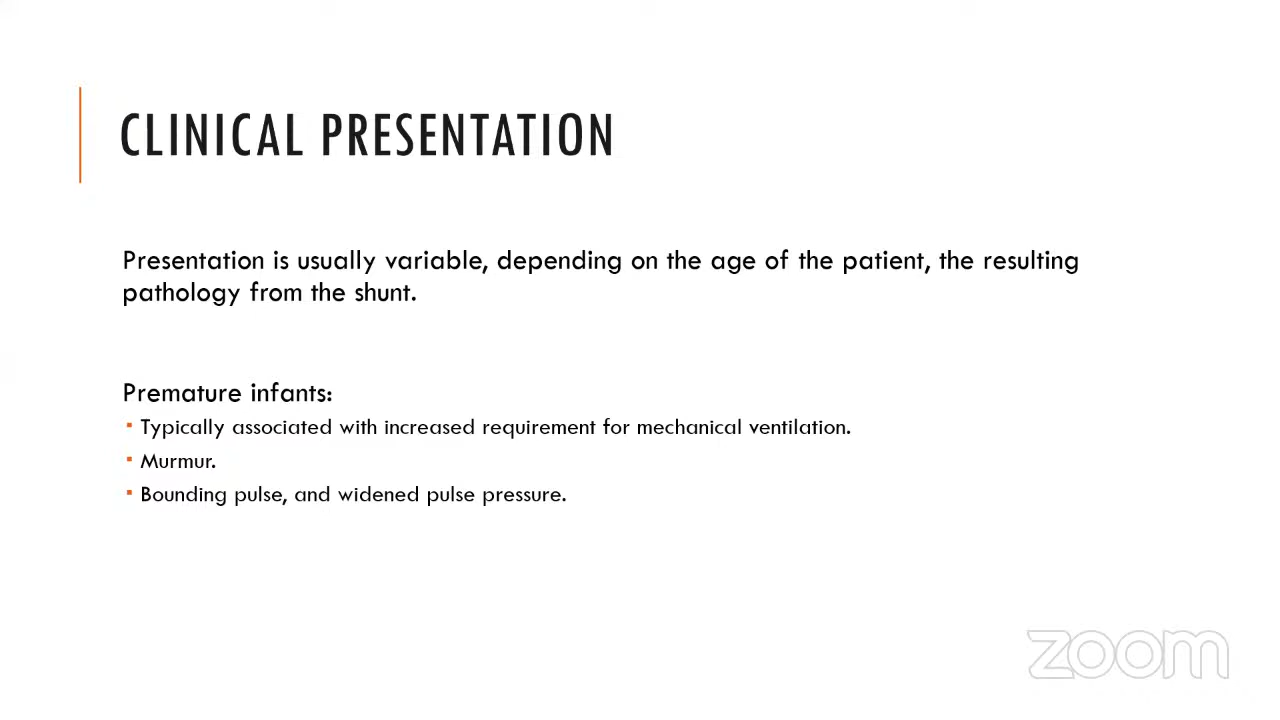 CLINICAL PRESENTATION
Presentation is usually variable, depending on the age of the patient, the resulting
pathology from the shunt.
Premature infants:
Typically associated with increased requirement for mechanical ventilation.
Murmur.
Bounding pulse, and widened pulse pressure.
zoom